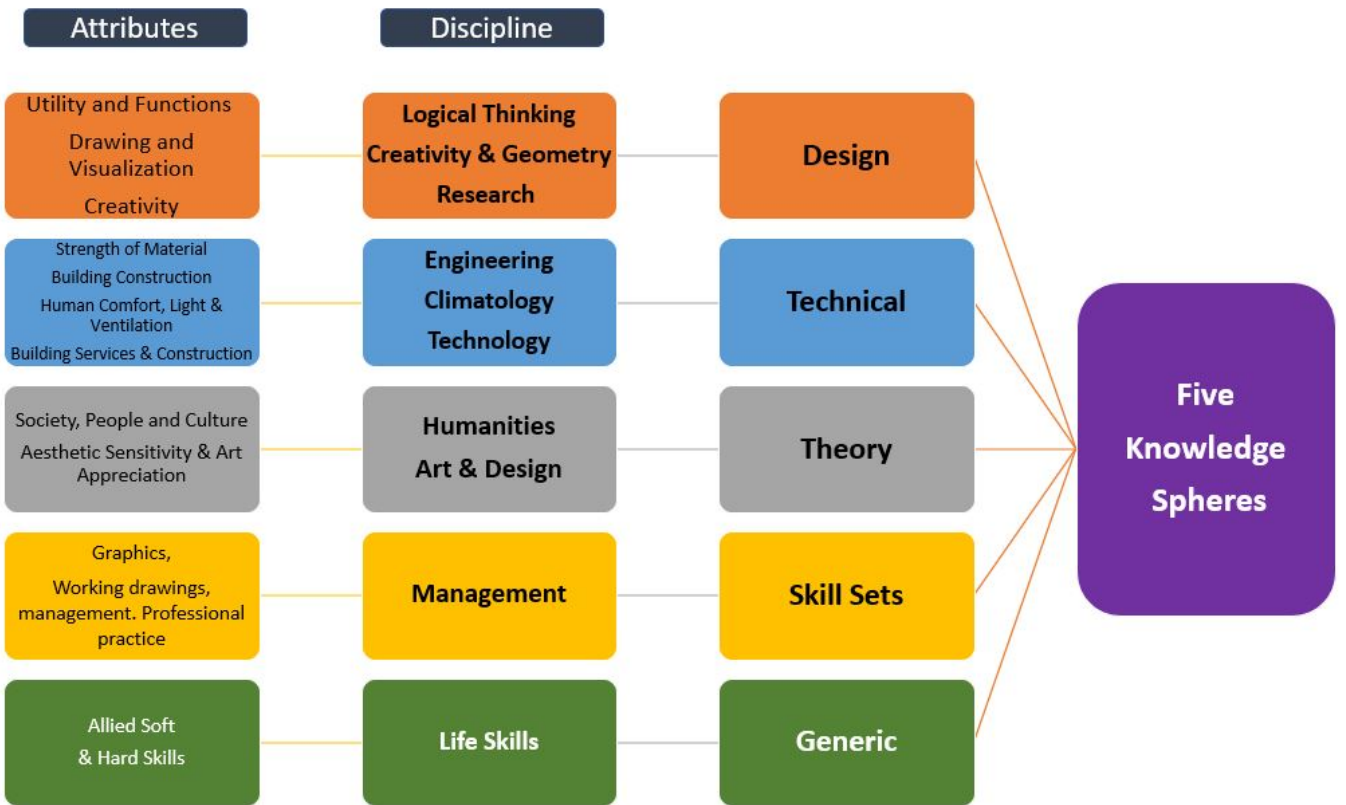 Attributes
Discipline
Utility and Functions
Drawing and
Visualization
Creativity
Logical Thinking
Creativity & Geometry
Research
Design
Strength of Material
Building Construction
Human Comfort, Light &
Ventilation
Building Services & Construction
Engineering
Climatology
Technology
Technical
Society, People and Culture
Aesthetic Sensitivity & Art
Appreciation
Humanities
Art & Design
Theory
Graphics,
Working drawings,
management. Professional
practice
Management
Skill Sets
Allied Soft
& Hard Skills
Life Skills
Generic
Five
Knowledge
Spheres